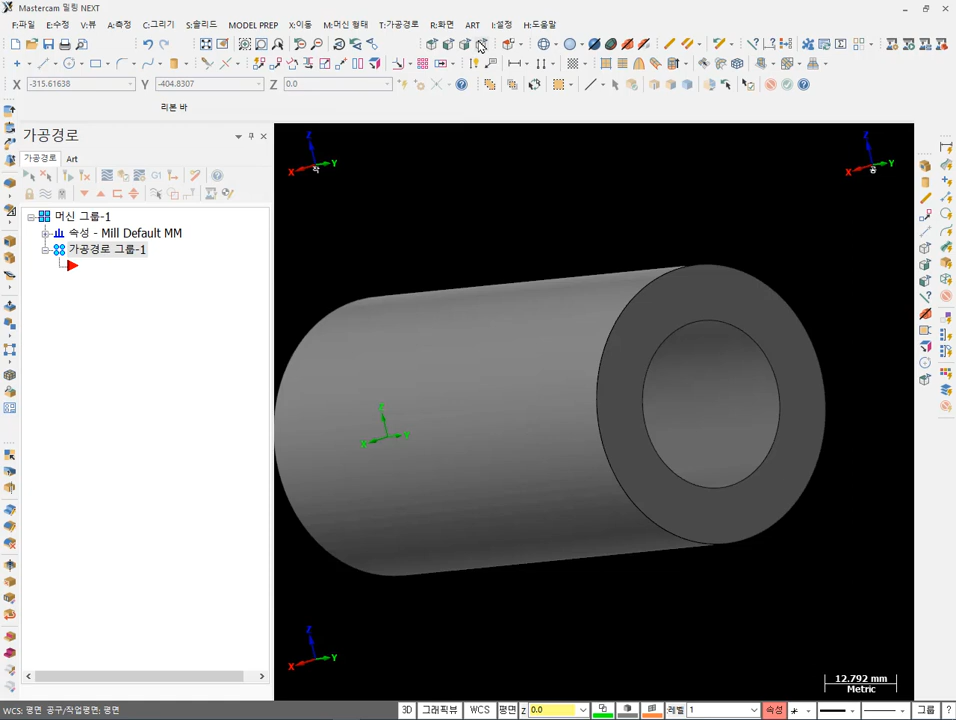 Mastercam 밀링 NEXT
F:파일 E:수정 V:뷰 A:측정 C:그리기 S:솔리드 MODEL PREP X:이동 M:머신 형태 T:가공경로 R:화면 ART I:설정 H:도움말
X -315.61638 Y -404.8307 Z 0.0
리본 바
가공경로
가공경로 Art
G1
머신 그룹-1
속성 - Mill Default MM
가공경로 그룹-1
Z
Y
X
Z
Y
X
Z
Y
X
Z
Y
X
12.792 mm
Metric
WCS: 평면 공구/작업평면: 평면
3D 그래픽뷰 WCS 평면 Z 0.0 레벨 1 속성 그룹 ?